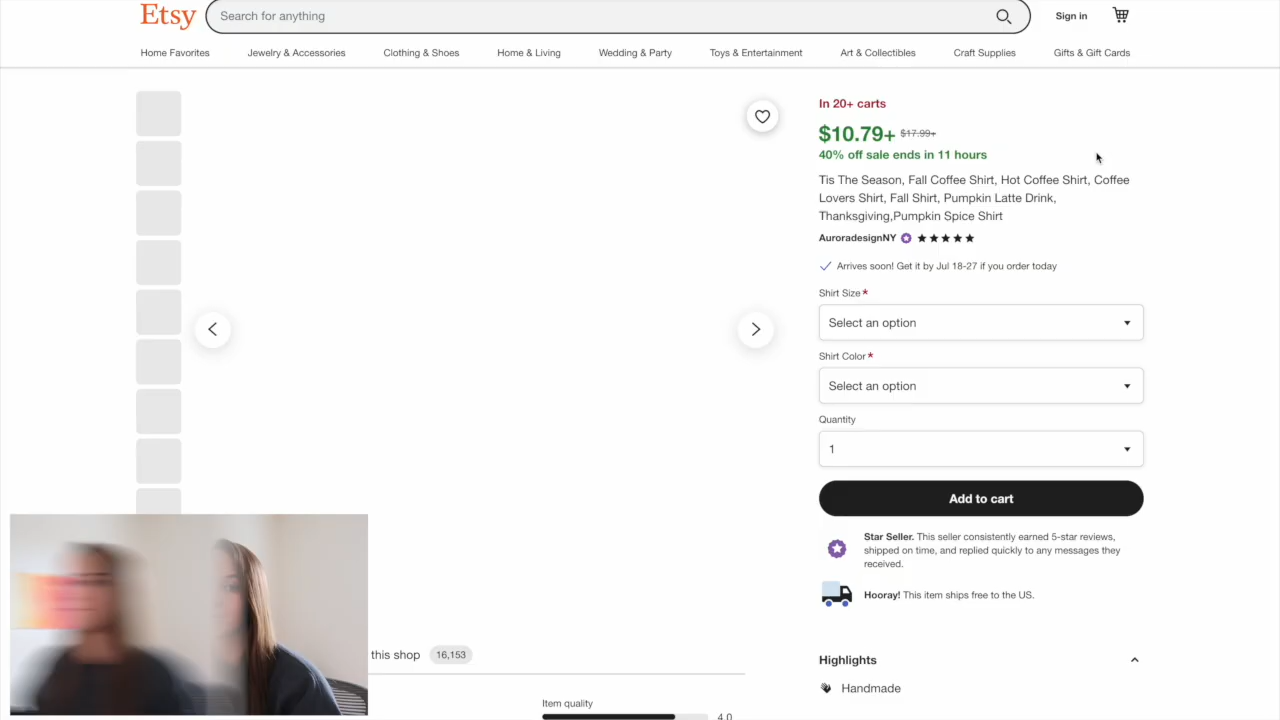 Etsy
Search for anything
Sign in
Home Favorites
Jewelry & Accessories
Clothing & Shoes
Home & Living
Wedding & Party
Toys & Entertainment
Art & Collectibles
Craft Supplies
Gifts & Gift Cards
In 20+ carts
$10.79+ $17.99+
40% off sale ends in 11 hours
Tis The Season, Fall Coffee Shirt, Hot Coffee Shirt, Coffee
Lovers Shirt, Fall Shirt, Pumpkin Latte Drink,
Thanksgiving,Pumpkin Spice Shirt
AuroradesignNY
Arrives soon! Get it by Jul 18-27 if you order today
Shirt Size *
Select an option
Shirt Color *
Select an option
Quantity
1
Add to cart
Star Seller. This seller consistently earned 5-star reviews,
shipped on time, and replied quickly to any messages they
received.
Hooray! This item ships free to the US.
this shop 16,153
Highlights
Handmade
Item quality
4.0